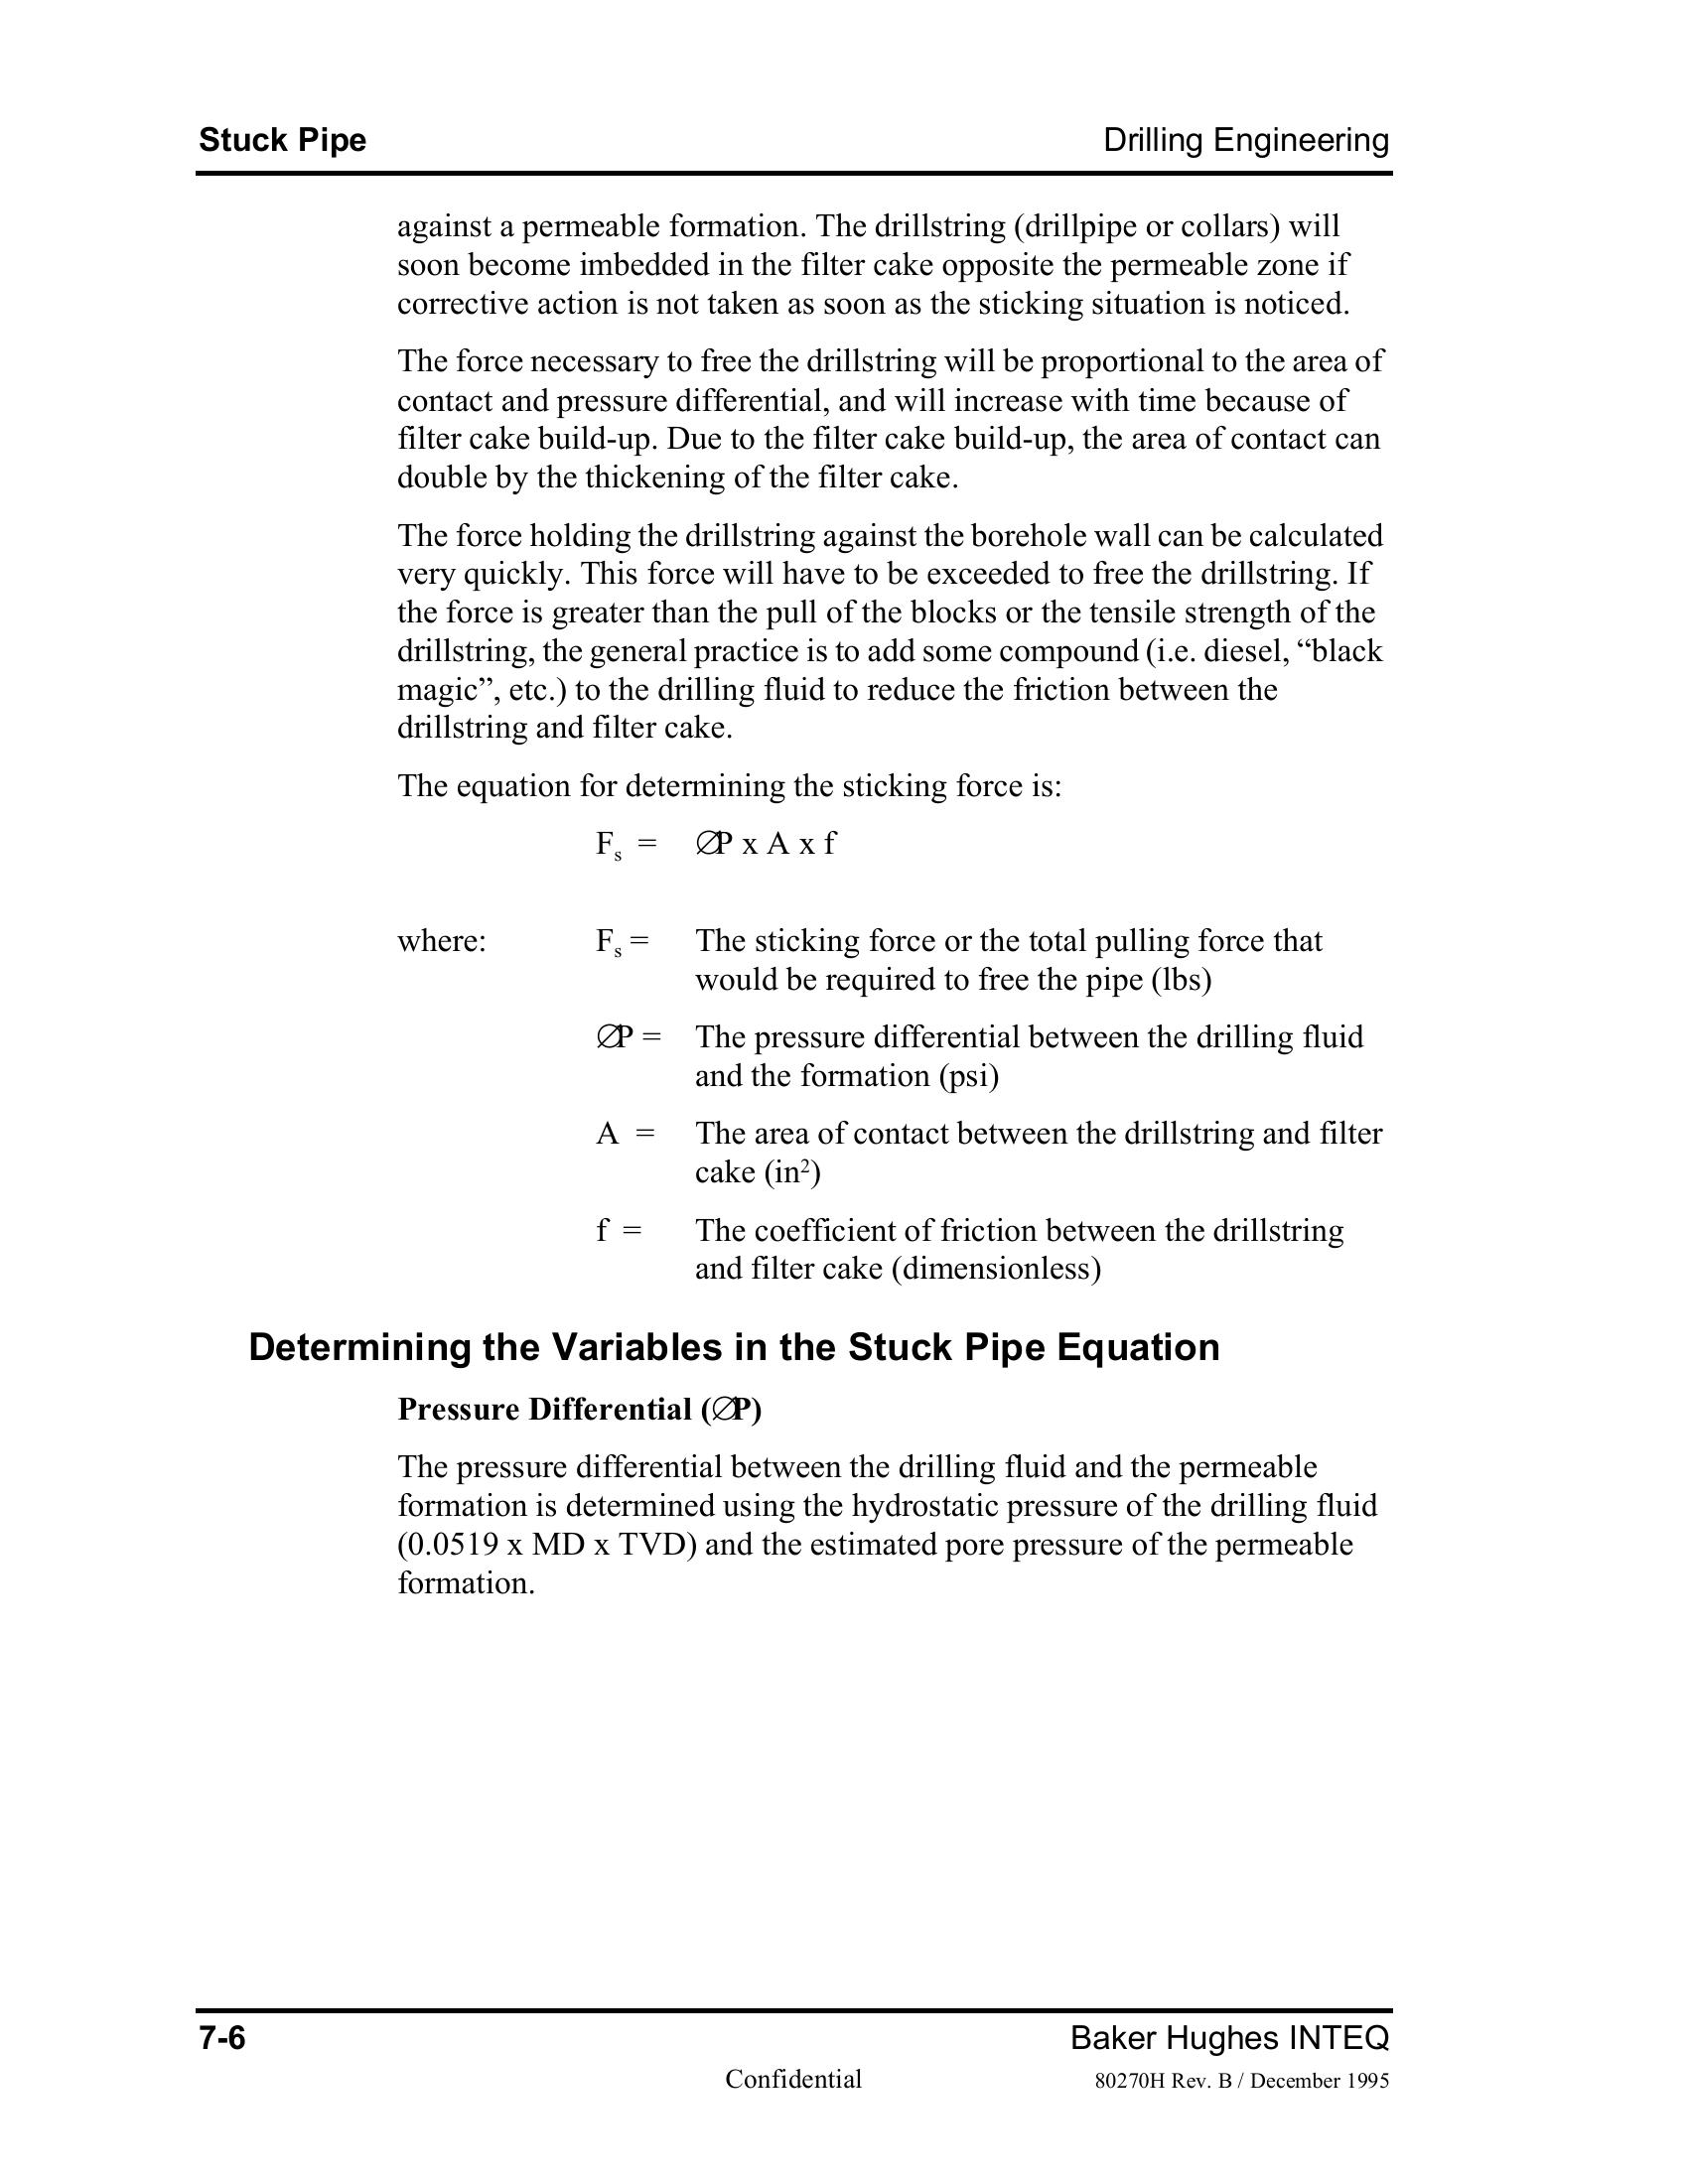 Stuck Pipe Drilling Engineering
against a permeable formation. The drillstring (drillpipe or collars) will
soon become imbedded in the filter cake opposite the permeable zone if
corrective action is not taken as soon as the sticking situation is noticed.
The force necessary to free the drillstring will be proportional to the area of
contact and pressure differential, and will increase with time because of
filter cake build-up. Due to the filter cake build-up, the area of contact can
double by the thickening of the filter cake.
The force holding the drillstring against the borehole wall can be calculated
very quickly. This force will have to be exceeded to free the drillstring. If
the force is greater than the pull of the blocks or the tensile strength of the
drillstring, the general practice is to add some compound (i.e. diesel, “black
magic”, etc.) to the drilling fluid to reduce the friction between the
drillstring and filter cake.
The equation for determining the sticking force is:
Fₛ = ∅P x A x f
where: Fₛ = The sticking force or the total pulling force that
would be required to free the pipe (lbs)
∅P = The pressure differential between the drilling fluid
and the formation (psi)
A = The area of contact between the drillstring and filter
cake (in²)
f = The coefficient of friction between the drillstring
and filter cake (dimensionless)
Determining the Variables in the Stuck Pipe Equation
Pressure Differential (∅P)
The pressure differential between the drilling fluid and the permeable
formation is determined using the hydrostatic pressure of the drilling fluid
(0.0519 x MD x TVD) and the estimated pore pressure of the permeable
formation.
7-6 Baker Hughes INTEQ
Confidential 80270H Rev. B / December 1995